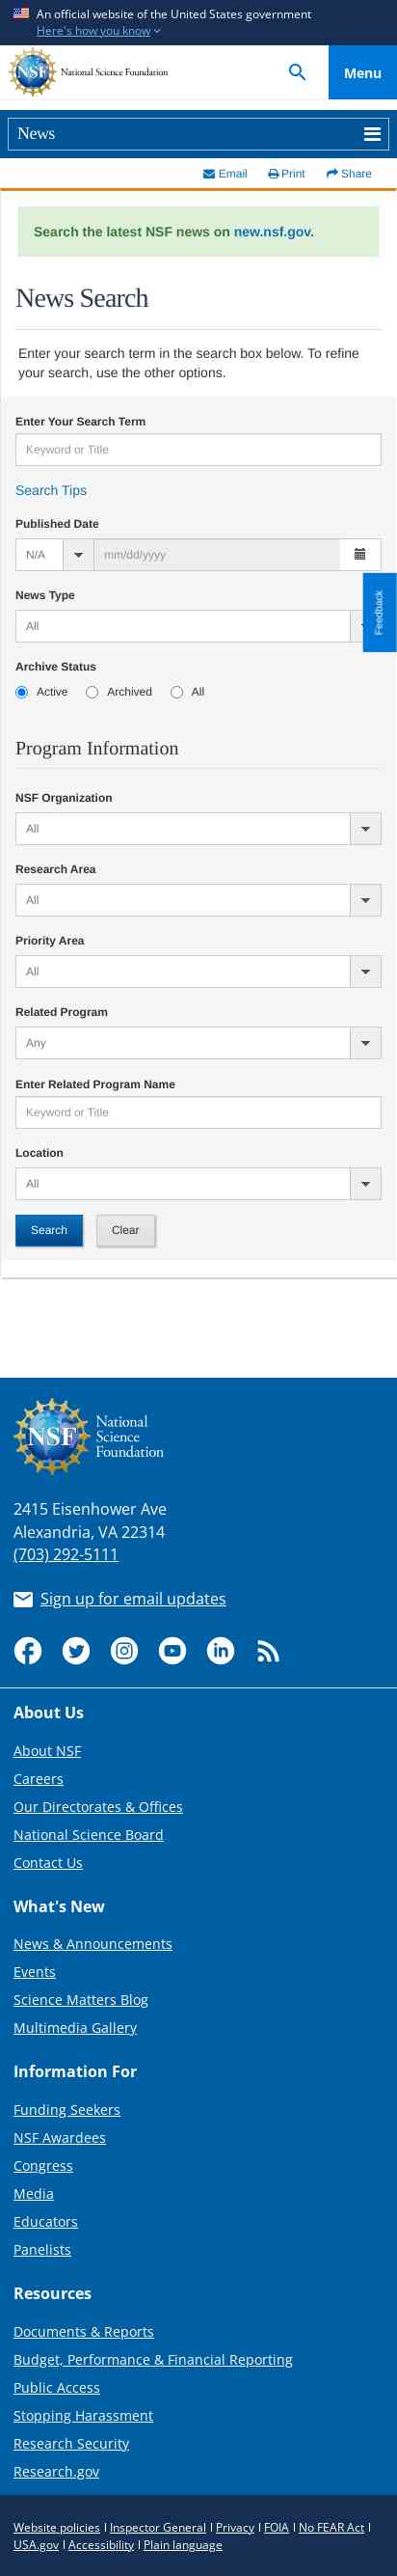 An official website of the United States government
Here's how you know
NSF National Science Foundation
Menu
News
Email Print Share
Search the latest NSF news on new.nsf.gov.
News Search
Enter your search term in the search box below. To refine
your search, use the other options.
Enter Your Search Term
Keyword or Title
Search Tips
Published Date
N/A mm/dd/yyyy
News Type
All
Feedback
Archive Status
Active Archived All
Program Information
NSF Organization
All
Research Area
All
Priority Area
All
Related Program
Any
Enter Related Program Name
Keyword or Title
Location
All
Search Clear
NSF
National
Science
Foundation
2415 Eisenhower Ave
Alexandria, VA 22314
(703) 292-5111
Sign up for email updates
About Us
About NSF
Careers
Our Directorates & Offices
National Science Board
Contact Us
What's New
News & Announcements
Events
Science Matters Blog
Multimedia Gallery
Information For
Funding Seekers
NSF Awardees
Congress
Media
Educators
Panelists
Resources
Documents & Reports
Budget, Performance & Financial Reporting
Public Access
Stopping Harassment
Research Security
Research.gov
Website policies | Inspector General | Privacy | FOIA | No FEAR Act |
USA.gov | Accessibility | Plain language